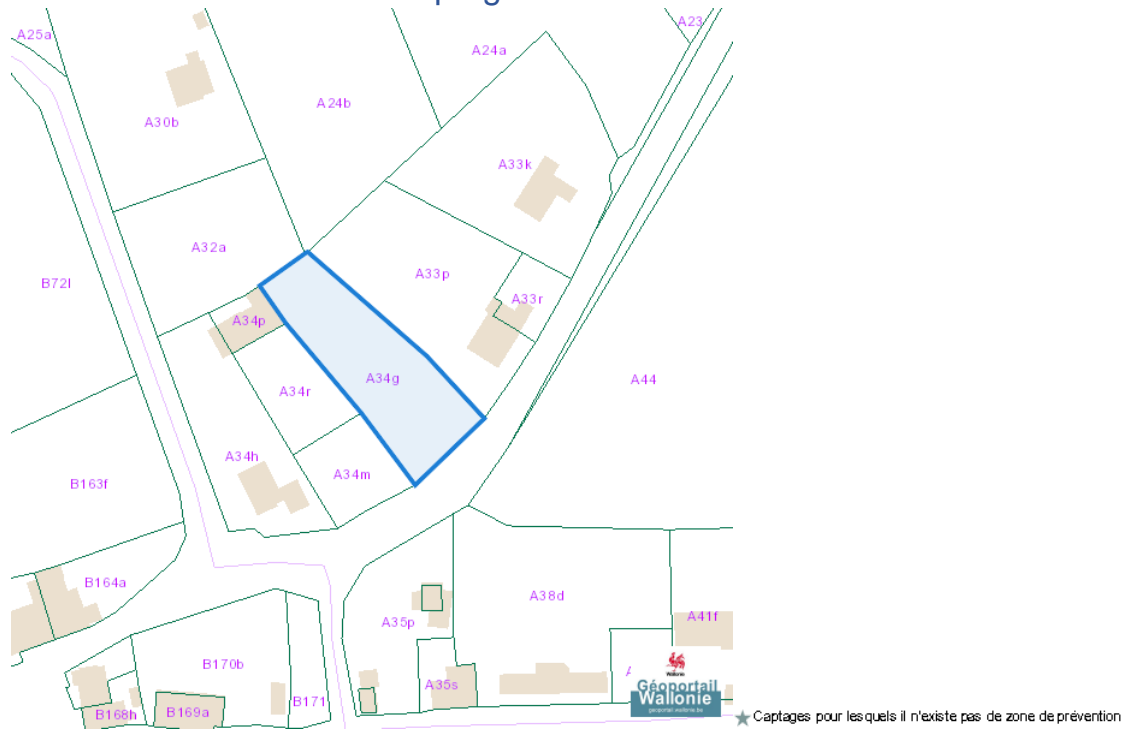 A25a
A23
A24a
A24b
A30b
A33k
A32a
A33p
B72l
A33r
A34p
A34g
A44
A34r
A34h
A34m
B163f
B164a
A38d
A35p
A41f
B170b
Wallonie
A35s
Géoportail
Wallonie
geoportail.wallonie.be
B171
B168h
B169a
Captages pour lesquels il n'existe pas de zone de prévention